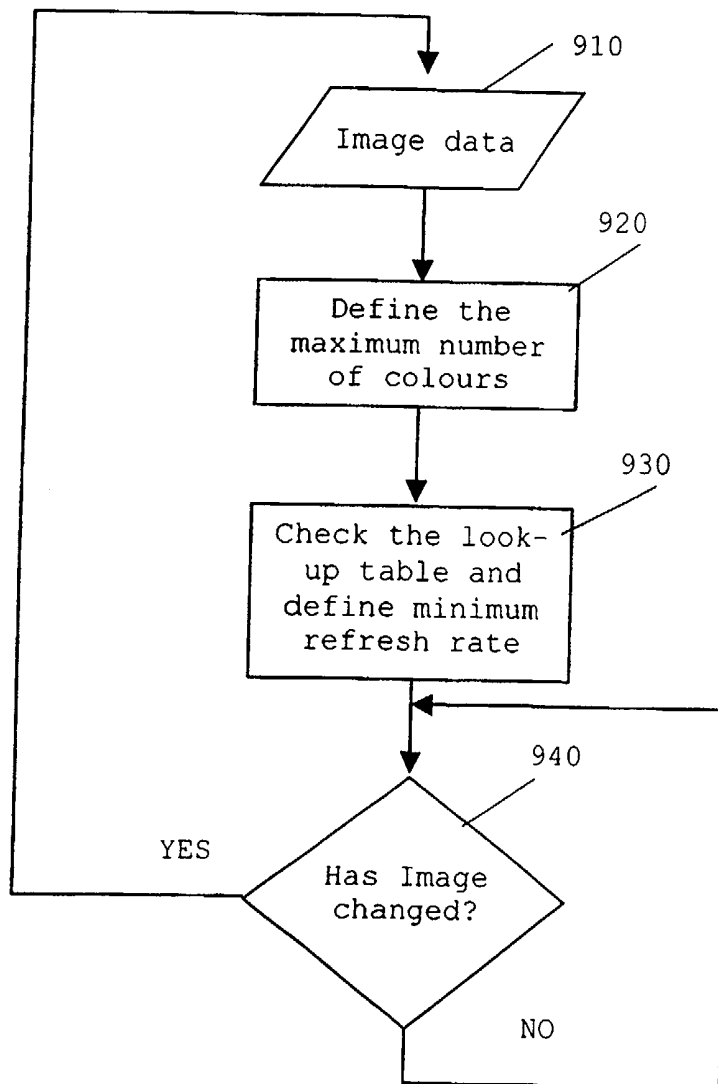 910
Image data
920
Define the
maximum number
of colours
930
Check the look-
up table and
define minimum
refresh rate
940
YES
Has Image
changed?
NO